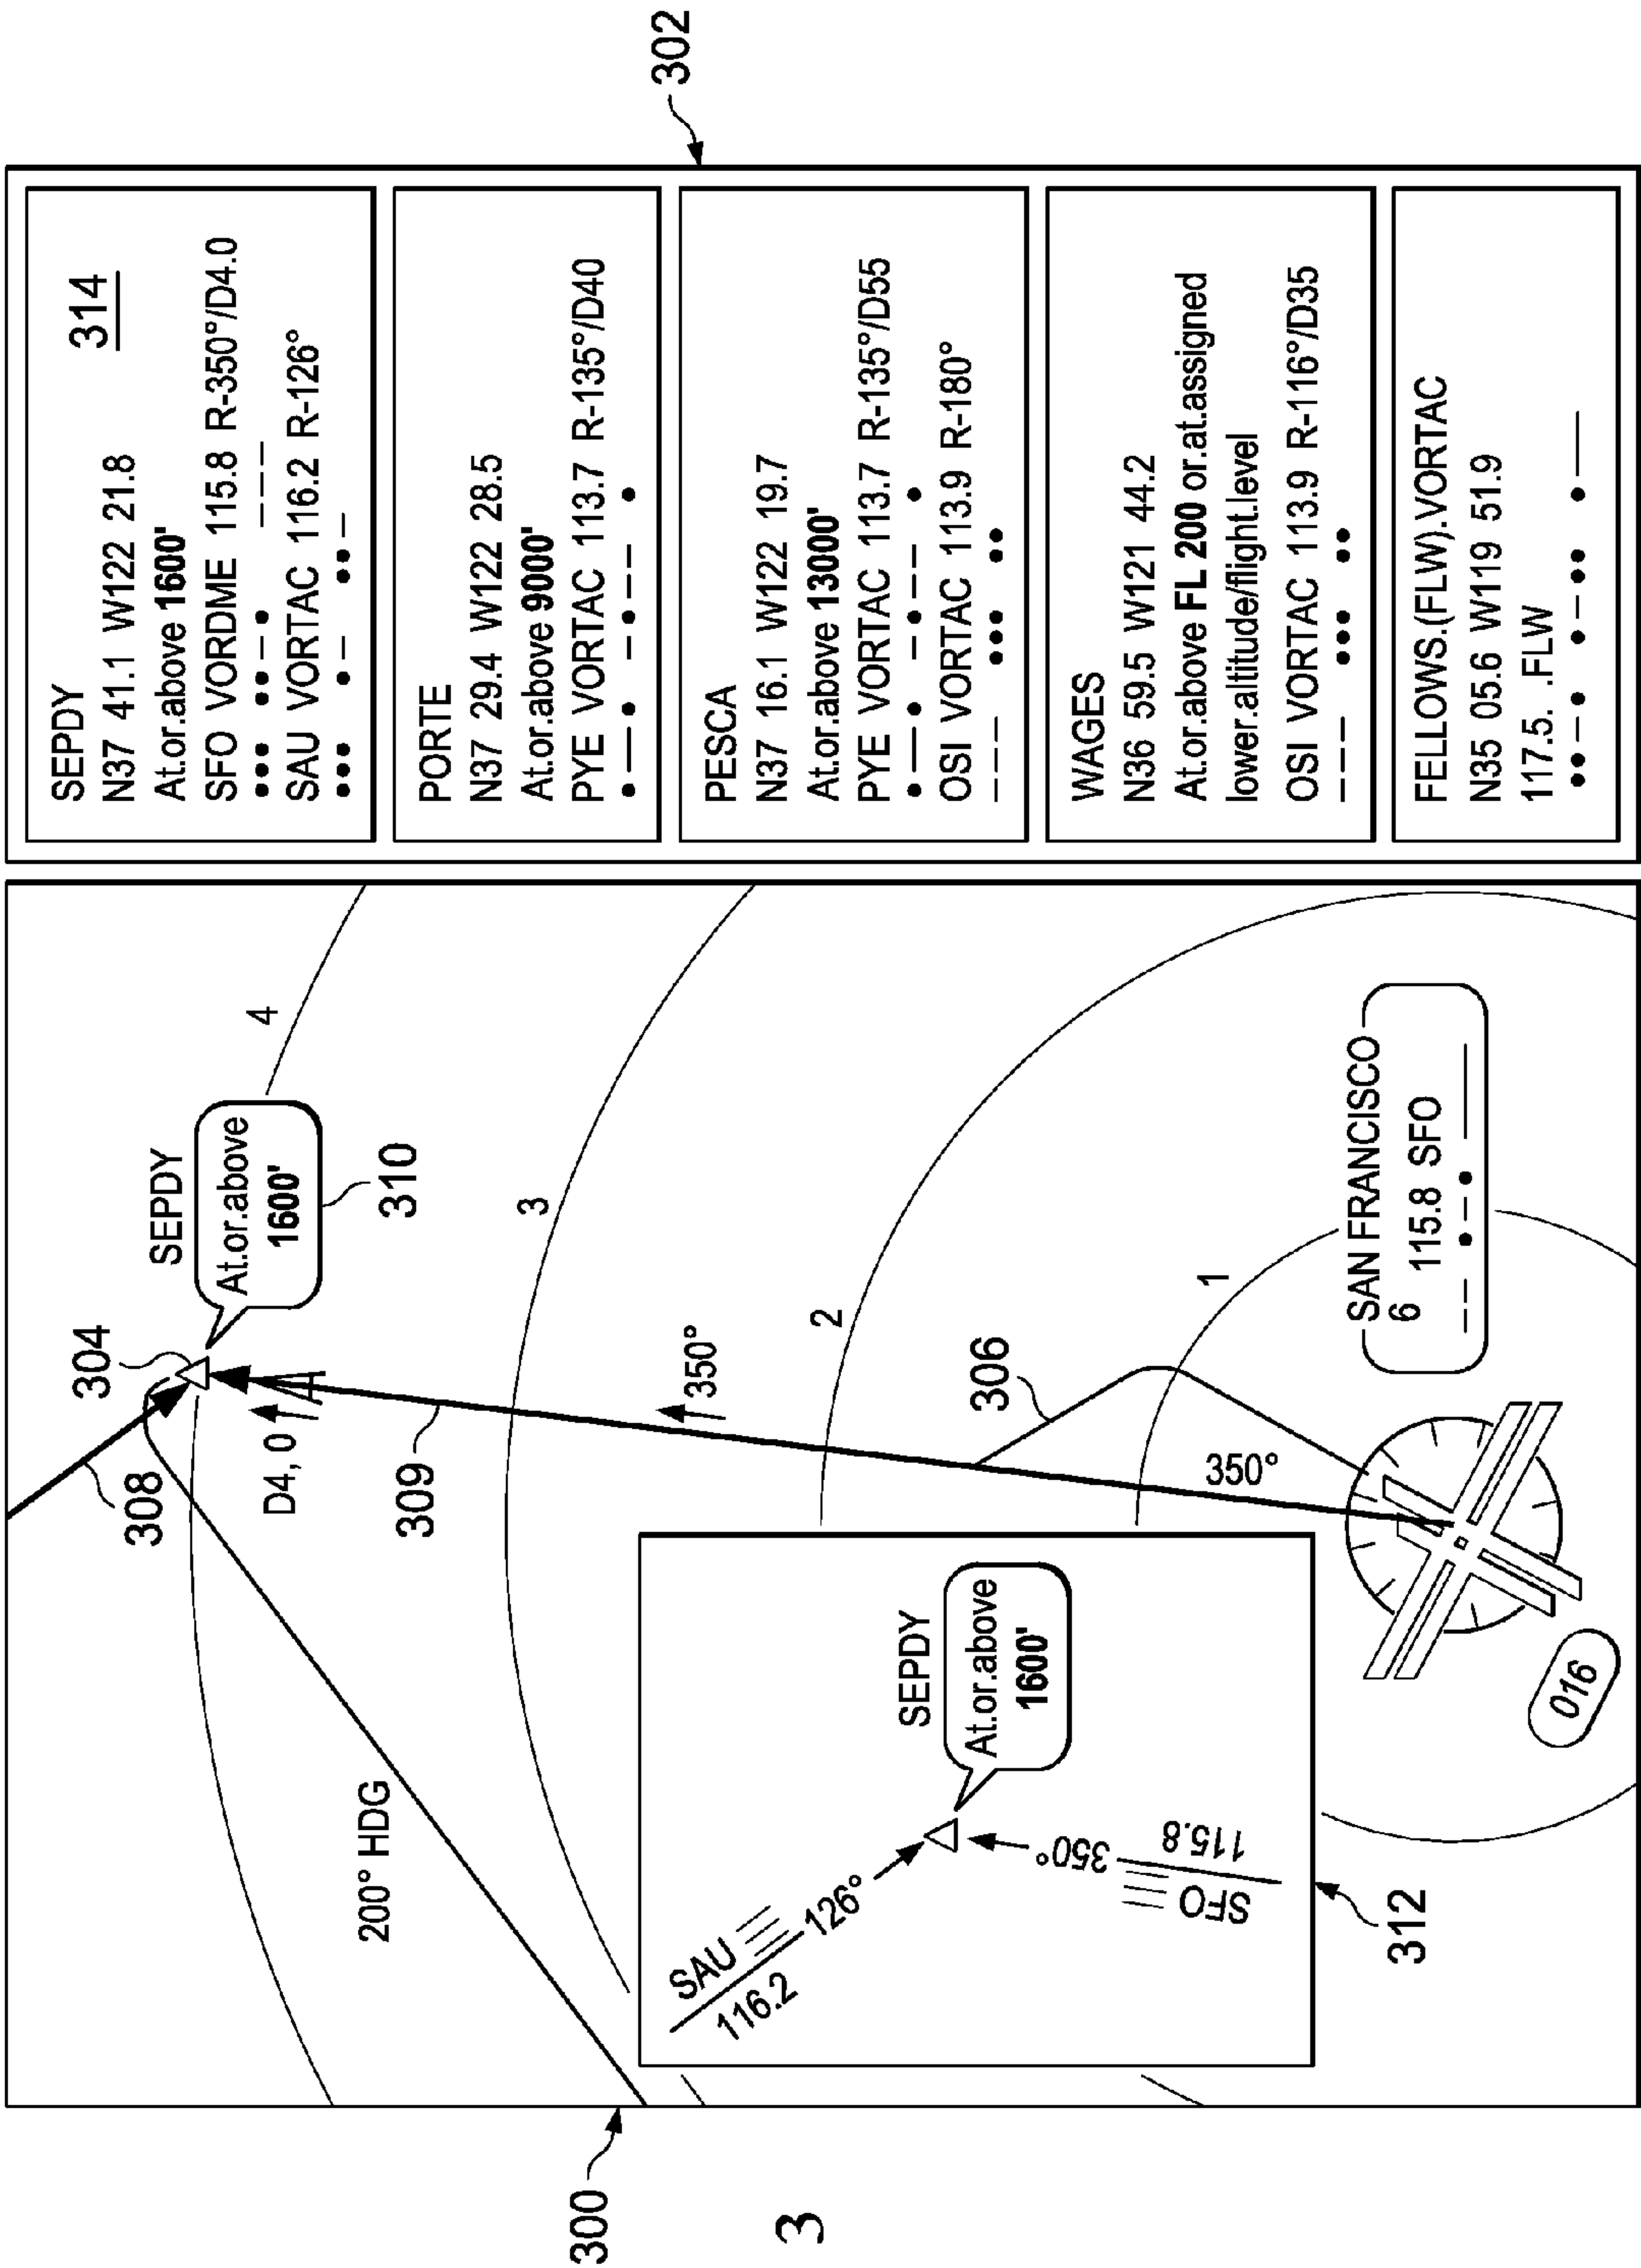 300
302
304
SEPDY
308
At.or.above
1600'
310
4
D4, 0
309
3
200° HDG
350°
2
306
1
350°
SAU
116.2
126°
SEPDY
At.or.above
1600'
350°
SFO
115.8
312
SAN FRANCISCO
6
115.8 SFO
016
SEPDY
314
N37 41.1 W122 21.8
At.or.above 1600'
SFO VORDME 115.8 R-350°/D4.0
SAU VORTAC 116.2 R-126°
PORTE
N37 29.4 W122 28.5
At.or.above 9000'
PYE VORTAC 113.7 R-135°/D40
PESCA
N37 16.1 W122 19.7
At.or.above 13000'
PYE VORTAC 113.7 R-135°/D55
OSI VORTAC 113.9 R-180°
WAGES
N36 59.5 W121 44.2
At.or.above FL 200 or.at.assigned
lower.altitude/flight.level
OSI VORTAC 113.9 R-116°/D35
FELLOWS.(FLW).VORTAC
N35 05.6 W119 51.9
117.5. .FLW
3